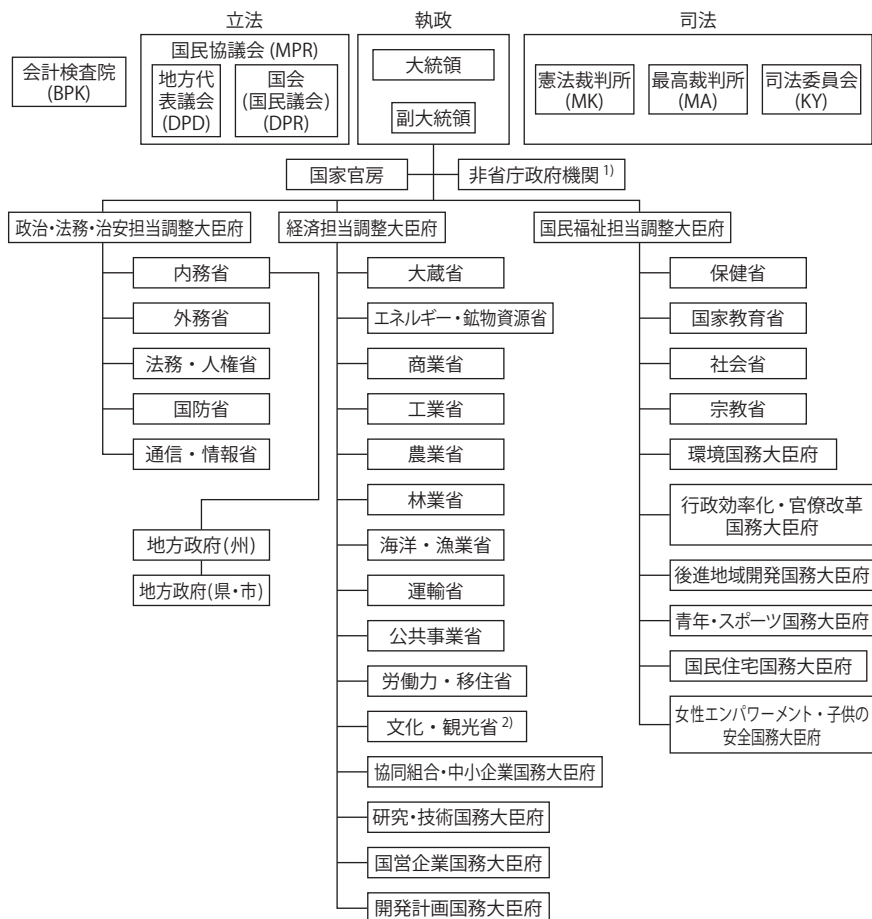 立法
執政
司法
会計検査院
(BPK)
国民協議会 (MPR)
地方代
表議会
(DPD)
国会
(国民議会)
(DPR)
大統領
副大統領
憲法裁判所
(MK)
最高裁判所
(MA)
司法委員会
(KY)
国家官房
非省庁政府機関 1)
政治・法務・治安担当調整大臣府
内務省
外務省
法務・人権省
国防省
通信・情報省
地方政府(州)
地方政府(県・市)
経済担当調整大臣府
大蔵省
エネルギー・鉱物資源省
商業省
工業省
農業省
林業省
海洋・漁業省
運輸省
公共事業省
労働力・移住省
文化・観光省 2)
協同組合・中小企業国務大臣府
研究・技術国務大臣府
国営企業国務大臣府
開発計画国務大臣府
国民福祉担当調整大臣府
保健省
国家教育省
社会省
宗教省
環境国務大臣府
行政効率化・官僚改革
国務大臣府
後進地域開発国務大臣府
青年・スポーツ国務大臣府
国民住宅国務大臣府
女性エンパワーメント・子供の
安全国務大臣府